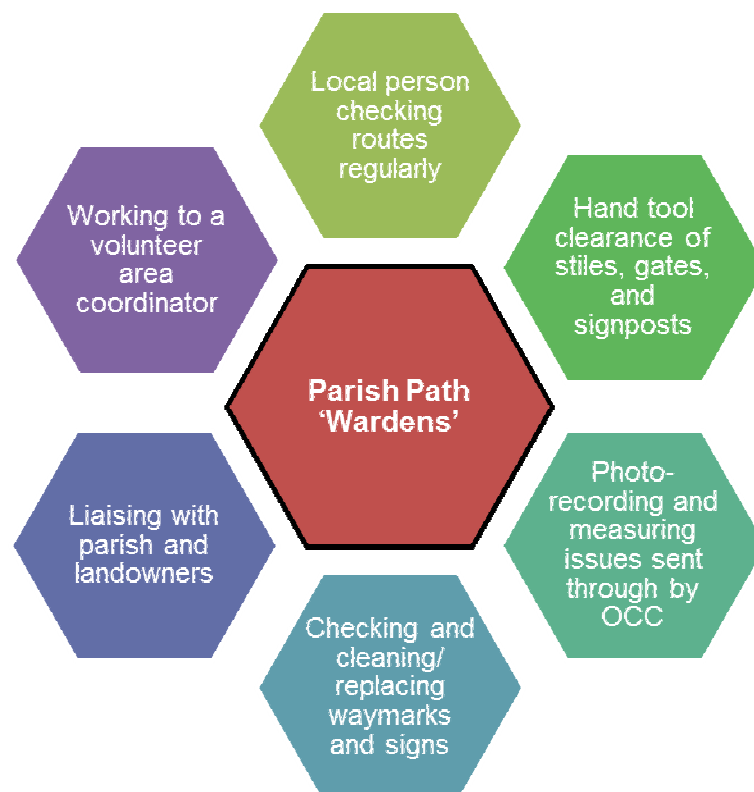 Local person
checking
routes
regularly
Hand tool
clearance of
stiles, gates,
and
signposts
Photo-
recording and
measuring
issues sent
through by
OCC
Checking and
cleaning/
replacing
waymarks
and signs
Liaising with
parish and
landowners
Working to a
volunteer
area
coordinator
Parish Path
‘Wardens’